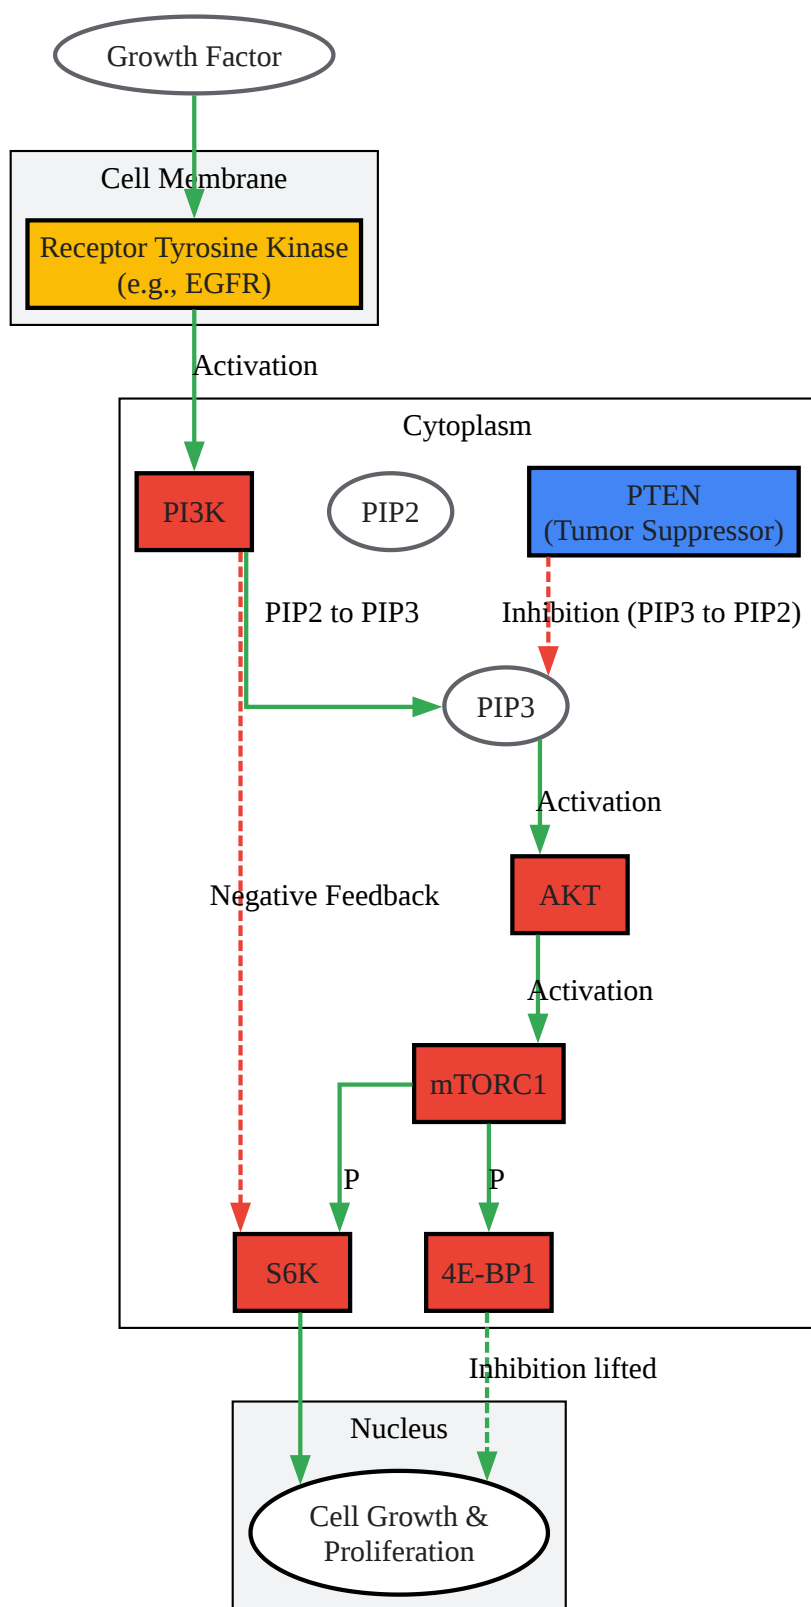 Growth Factor
Cell Membrane
Receptor Tyrosine Kinase
(e.g., EGFR)
Activation
Cytoplasm
PI3K
PIP2
PTEN
(Tumor Suppressor)
PIP2 to PIP3
Inhibition (PIP3 to PIP2)
PIP3
Activation
Negative Feedback
AKT
Activation
mTORC1
P
P
S6K
4E-BP1
Inhibition lifted
Nucleus
Cell Growth &
Proliferation